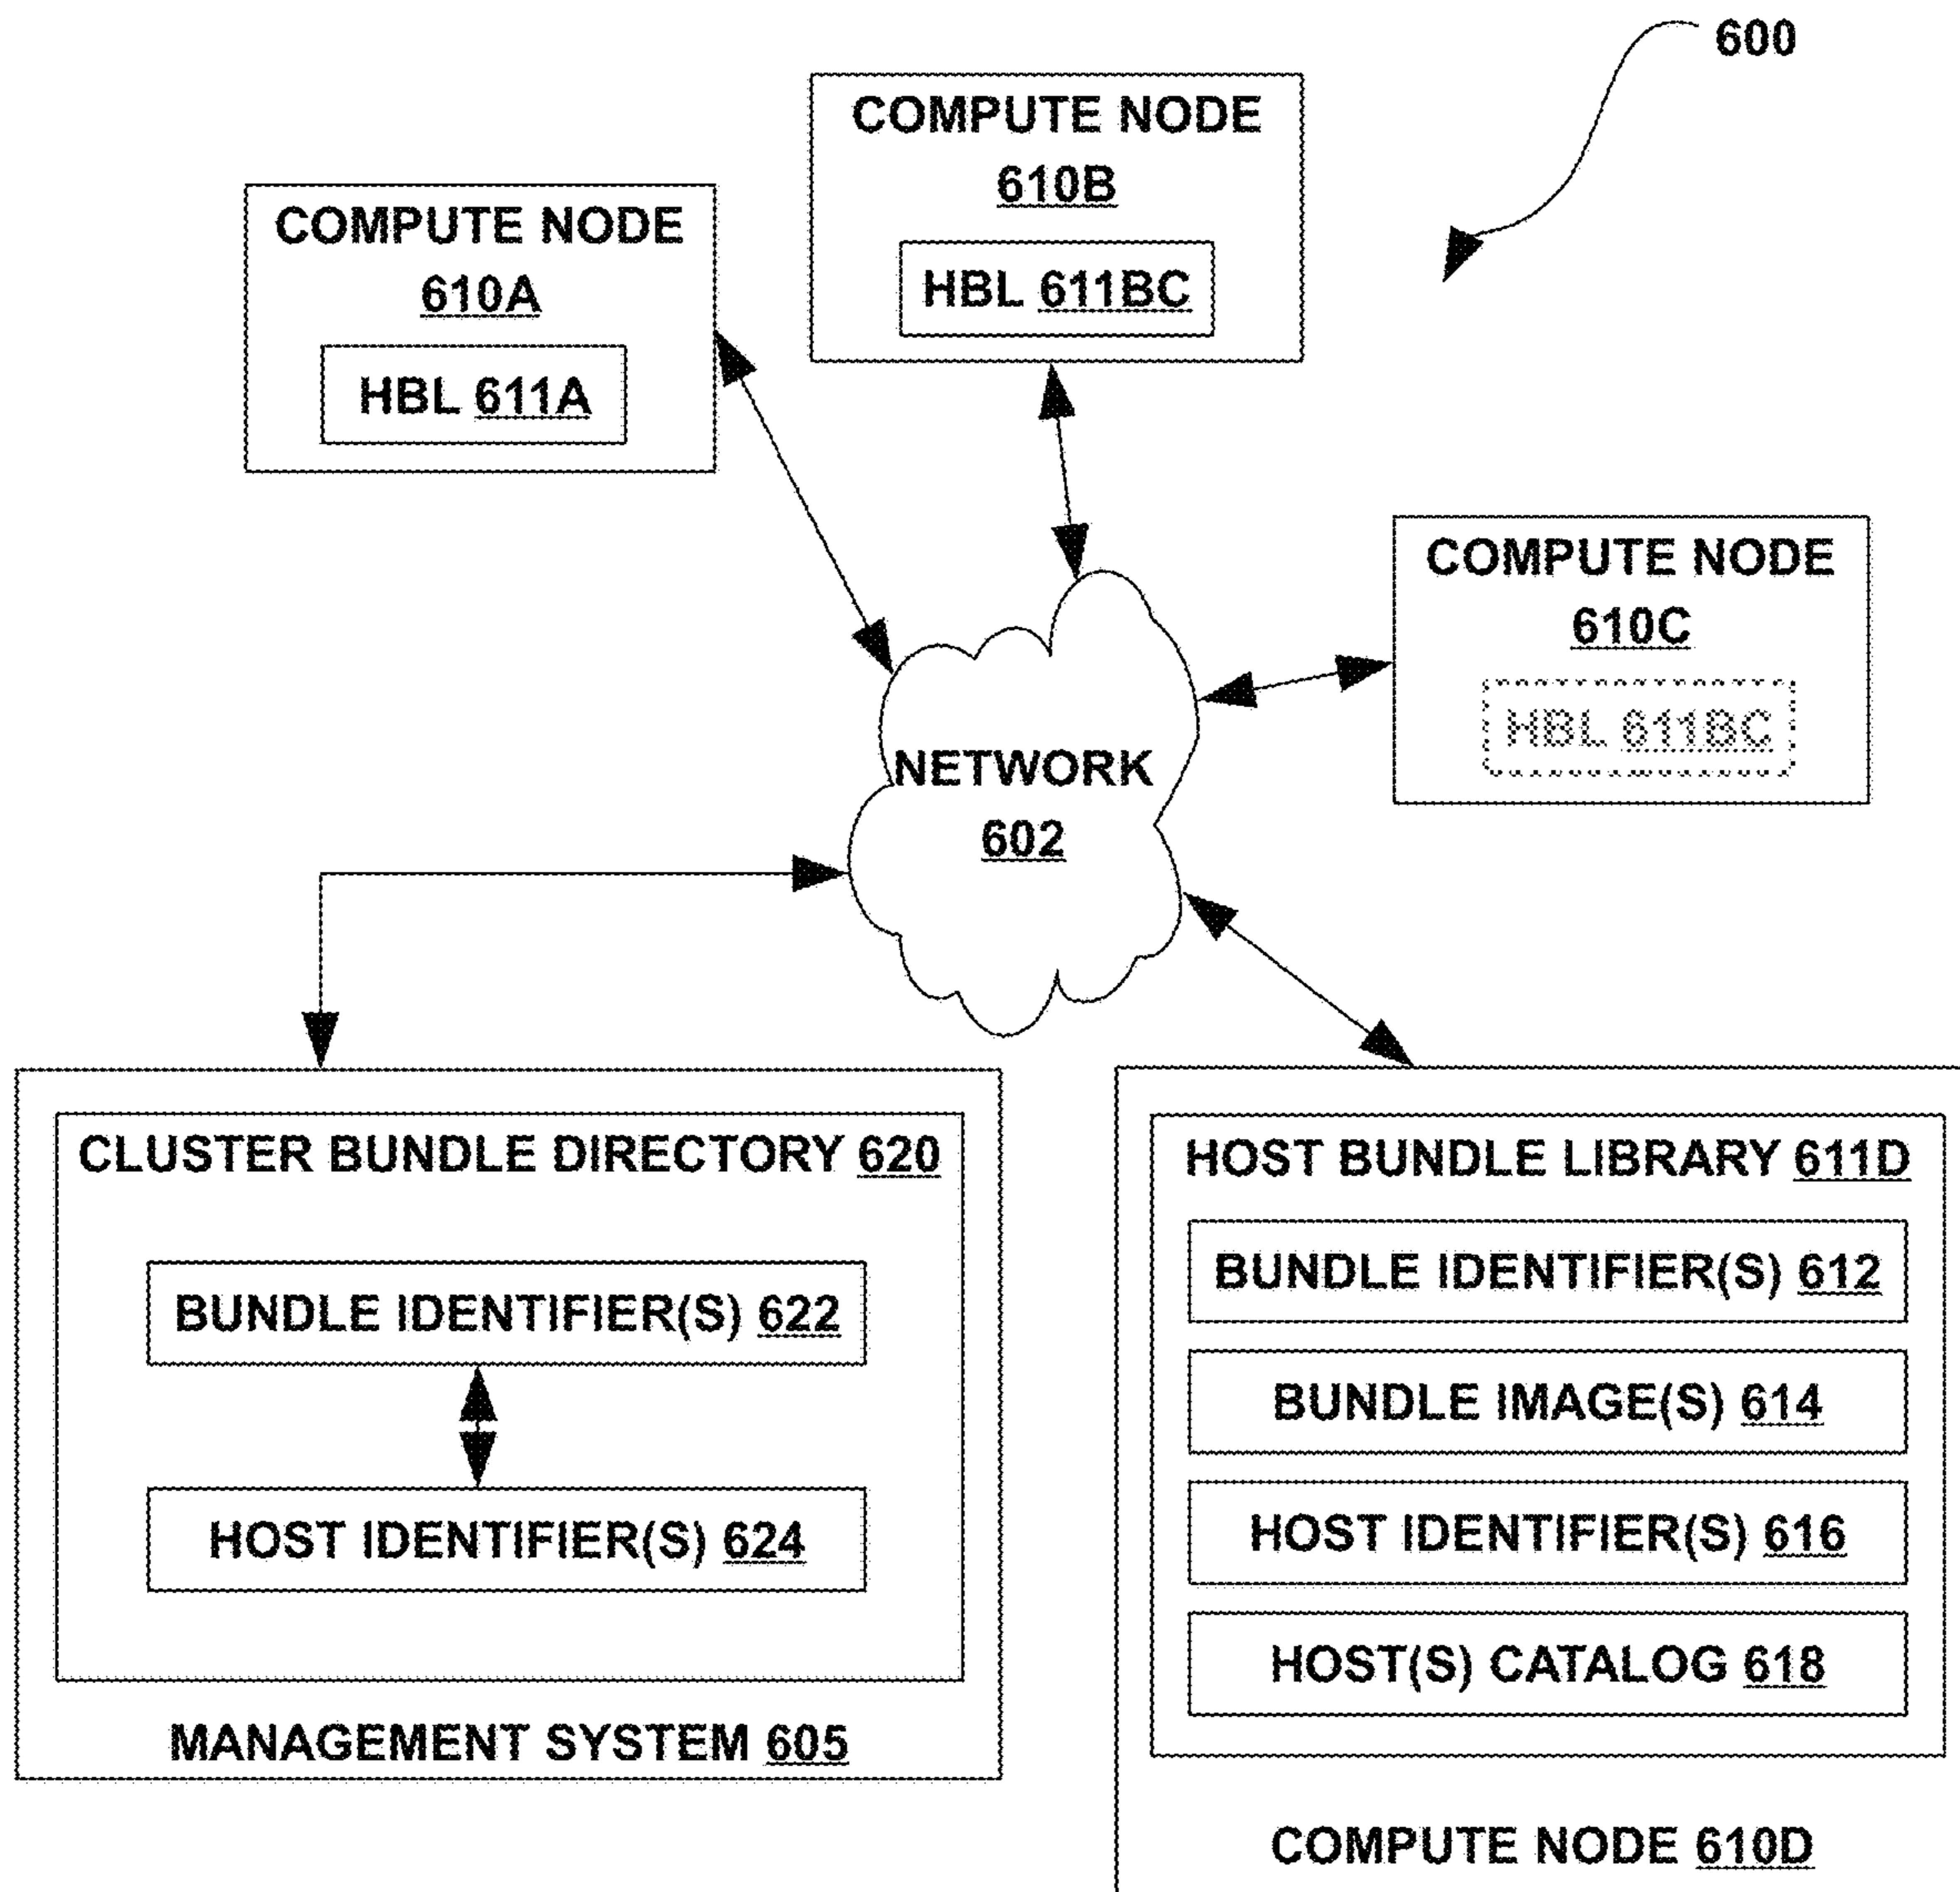 600
COMPUTE NODE
610B
HBL 611BC
COMPUTE NODE
610A
HBL 611A
COMPUTE NODE
610C
HBL 611BC
NETWORK
602
CLUSTER BUNDLE DIRECTORY 620
BUNDLE IDENTIFIER(S) 622
HOST IDENTIFIER(S) 624
MANAGEMENT SYSTEM 605
HOST BUNDLE LIBRARY 611D
BUNDLE IDENTIFIER(S) 612
BUNDLE IMAGE(S) 614
HOST IDENTIFIER(S) 616
HOST(S) CATALOG 618
COMPUTE NODE 610D